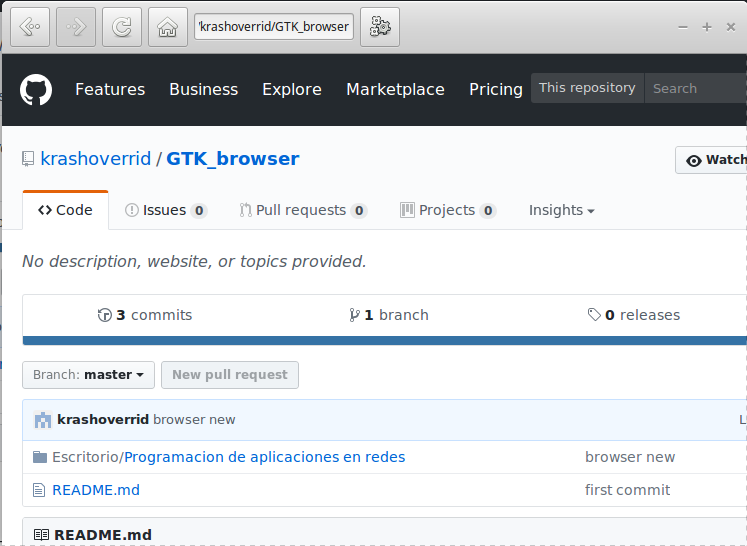 krashoverrid/GTK_browser
Features Business Explore Marketplace Pricing This repository Search
krashoverrid / GTK_browser
Watch
Code Issues 0 Pull requests 0 Projects 0 Insights
No description, website, or topics provided.
3 commits 1 branch 0 releases
Branch: master New pull request
krashoverrid browser new
Escritorio/Programacion de aplicaciones en redes browser new
README.md first commit
README.md